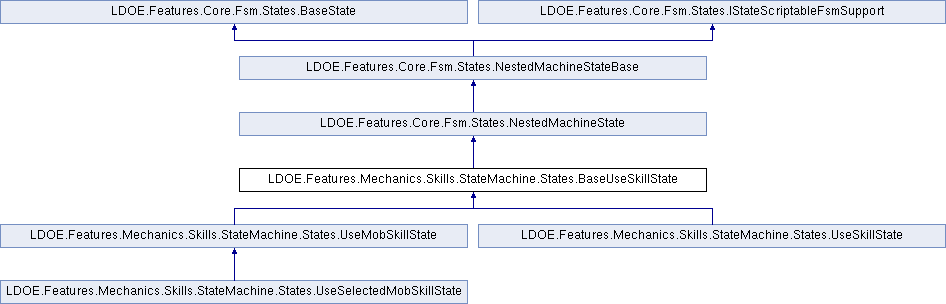 LDOE.Features.Core.Fsm.States.BaseState
LDOE.Features.Core.Fsm.States.IStateScriptableFsmSupport
LDOE.Features.Core.Fsm.States.NestedMachineStateBase
LDOE.Features.Core.Fsm.States.NestedMachineState
LDOE.Features.Mechanics.Skills.StateMachine.States.BaseUseSkillState
LDOE.Features.Mechanics.Skills.StateMachine.States.UseMobSkillState
LDOE.Features.Mechanics.Skills.StateMachine.States.UseSkillState
LDOE.Features.Mechanics.Skills.StateMachine.States.UseSelectedMobSkillState